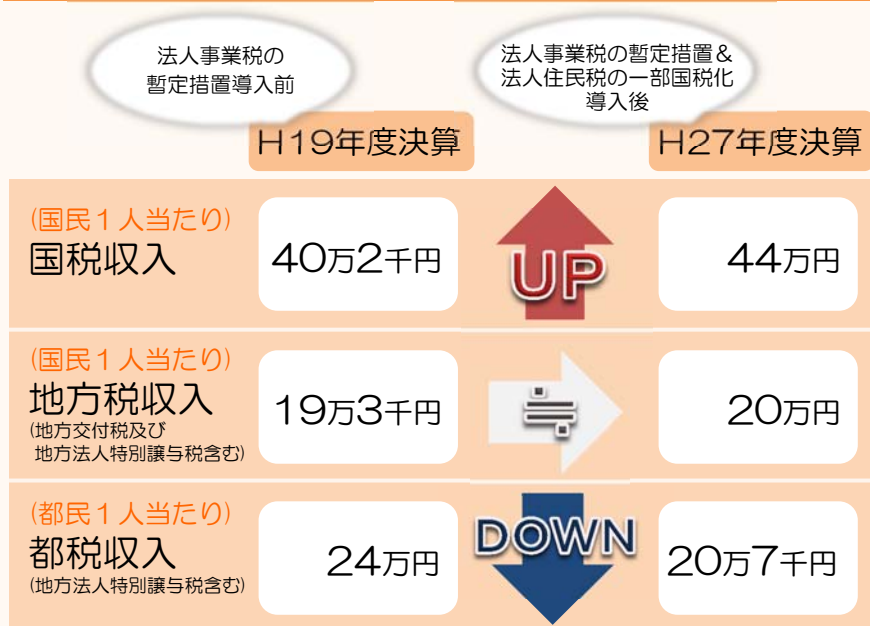 法人事業税の
暫定措置導入前
法人事業税の暫定措置&
法人住民税の一部国税化
導入後
H19年度決算
H27年度決算
(国民1人当たり)
国税収入
40万2千円
UP
44万円
(国民1人当たり)
地方税収入
(地方交付税及び
地方法人特別譲与税含む)
19万3千円
≒
20万円
(都民1人当たり)
都税収入
(地方法人特別譲与税含む)
24万円
DOWN
20万7千円